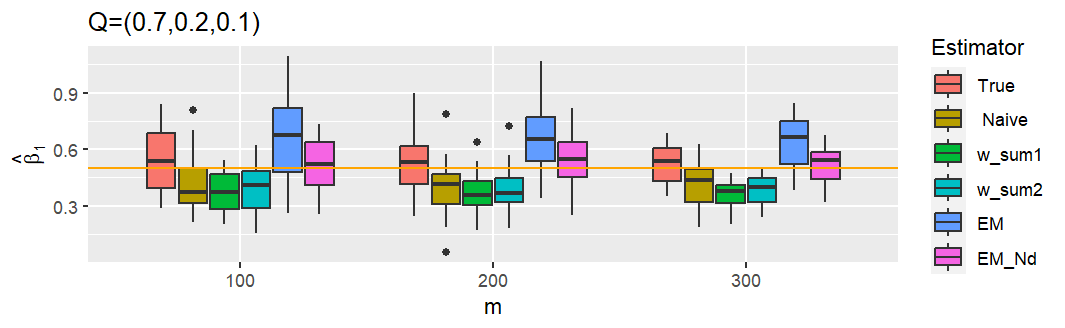 Q=(0.7,0.2,0.1)
0.9
0.6
0.3
β̂₁
100
200
300
m
Estimator
True
Naive
w_sum1
w_sum2
EM
EM_Nd